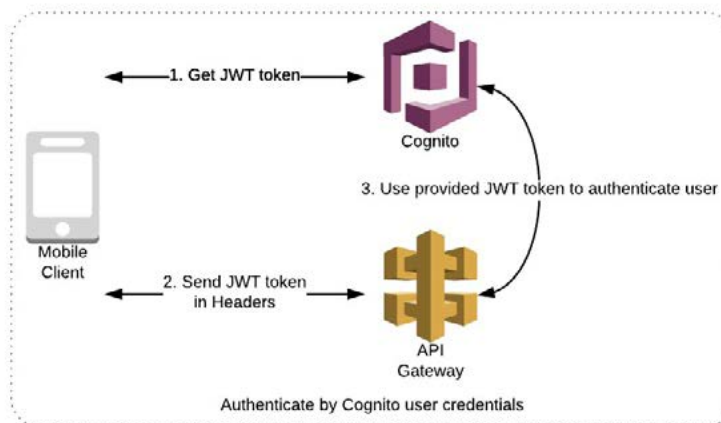 1. Get JWT token
Cognito
3. Use provided JWT token to authenticate user
Mobile
Client
2. Send JWT token
in Headers
API
Gateway
Authenticate by Cognito user credentials